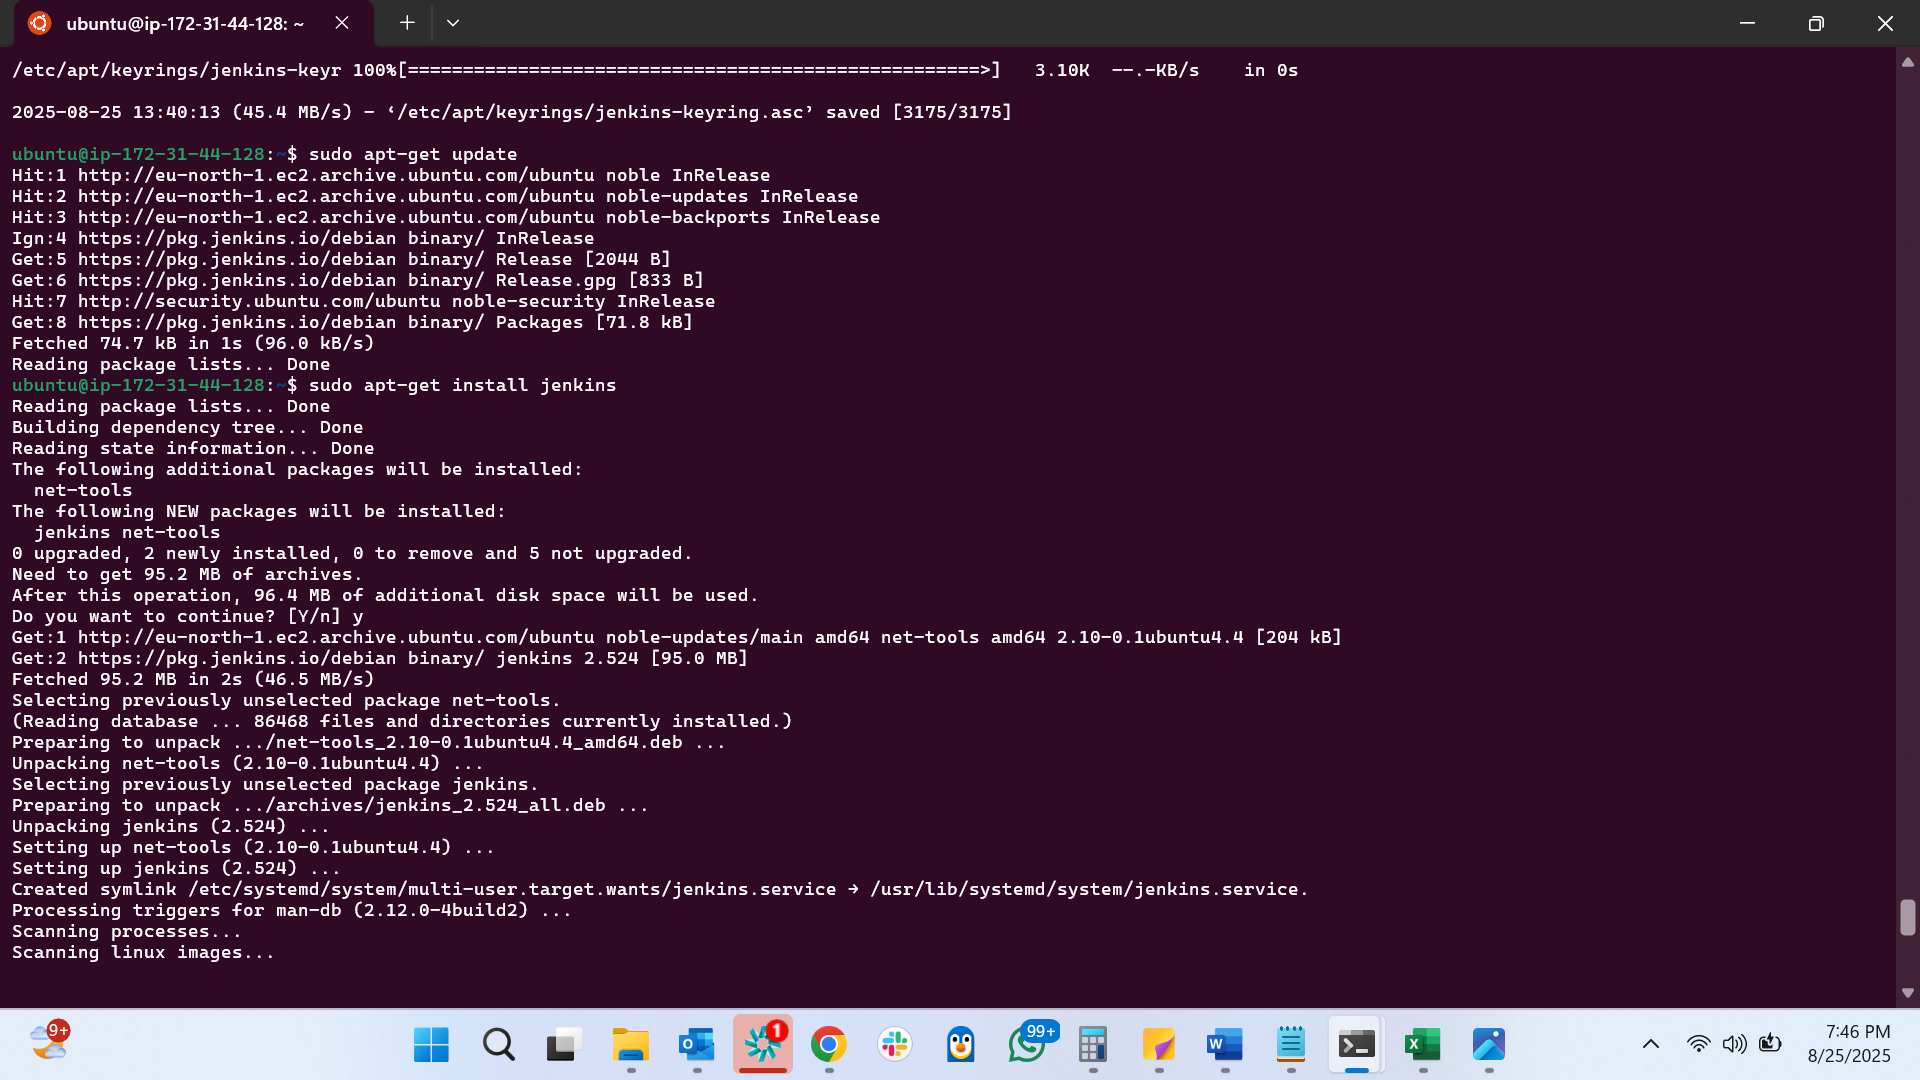 ubuntu@ip-172-31-44-128: ~
/etc/apt/keyrings/jenkins-keyr 100%[====================================================>]   3.10K  --.-KB/s    in 0s
2025-08-25 13:40:13 (45.4 MB/s) - ‘/etc/apt/keyrings/jenkins-keyring.asc’ saved [3175/3175]
ubuntu@ip-172-31-44-128:~$ sudo apt-get update
Hit:1 http://eu-north-1.ec2.archive.ubuntu.com/ubuntu noble InRelease
Hit:2 http://eu-north-1.ec2.archive.ubuntu.com/ubuntu noble-updates InRelease
Hit:3 http://eu-north-1.ec2.archive.ubuntu.com/ubuntu noble-backports InRelease
Ign:4 https://pkg.jenkins.io/debian binary/ InRelease
Get:5 https://pkg.jenkins.io/debian binary/ Release [2044 B]
Get:6 https://pkg.jenkins.io/debian binary/ Release.gpg [833 B]
Hit:7 http://security.ubuntu.com/ubuntu noble-security InRelease
Get:8 https://pkg.jenkins.io/debian binary/ Packages [71.8 kB]
Fetched 74.7 kB in 1s (96.0 kB/s)
Reading package lists... Done
ubuntu@ip-172-31-44-128:~$ sudo apt-get install jenkins
Reading package lists... Done
Building dependency tree... Done
Reading state information... Done
The following additional packages will be installed:
  net-tools
The following NEW packages will be installed:
  jenkins net-tools
0 upgraded, 2 newly installed, 0 to remove and 5 not upgraded.
Need to get 95.2 MB of archives.
After this operation, 96.4 MB of additional disk space will be used.
Do you want to continue? [Y/n] y
Get:1 http://eu-north-1.ec2.archive.ubuntu.com/ubuntu noble-updates/main amd64 net-tools amd64 2.10-0.1ubuntu4.4 [204 kB]
Get:2 https://pkg.jenkins.io/debian binary/ jenkins 2.524 [95.0 MB]
Fetched 95.2 MB in 2s (46.5 MB/s)
Selecting previously unselected package net-tools.
(Reading database ... 86468 files and directories currently installed.)
Preparing to unpack .../net-tools_2.10-0.1ubuntu4.4_amd64.deb ...
Unpacking net-tools (2.10-0.1ubuntu4.4) ...
Selecting previously unselected package jenkins.
Preparing to unpack .../archives/jenkins_2.524_all.deb ...
Unpacking jenkins (2.524) ...
Setting up net-tools (2.10-0.1ubuntu4.4) ...
Setting up jenkins (2.524) ...
Created symlink /etc/systemd/system/multi-user.target.wants/jenkins.service → /usr/lib/systemd/system/jenkins.service.
Processing triggers for man-db (2.12.0-4build2) ...
Scanning processes...
Scanning linux images...
9+
1
99+
7:46 PM
8/25/2025